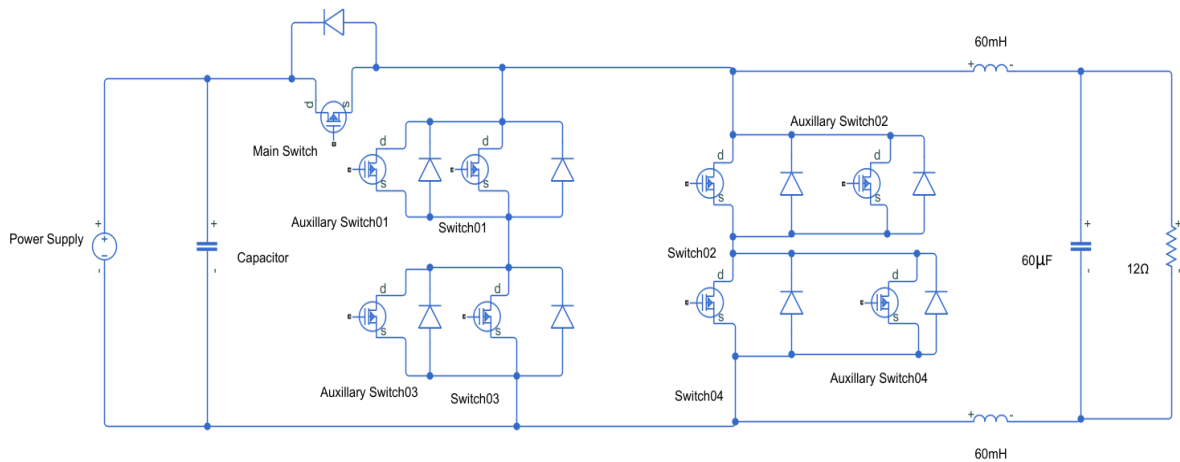 60mH
+ -
d
s
Main Switch
Auxillary Switch02
d
d
s
s
Auxillary Switch01
Switch01
d
d
s
s
Power Supply
+
-
+
-
Capacitor
+
-
Switch02
60µF
+
-
12Ω
+
-
d
d
s
s
d
d
s
s
Auxillary Switch03
Switch03
Switch04
Auxillary Switch04
+ -
60mH